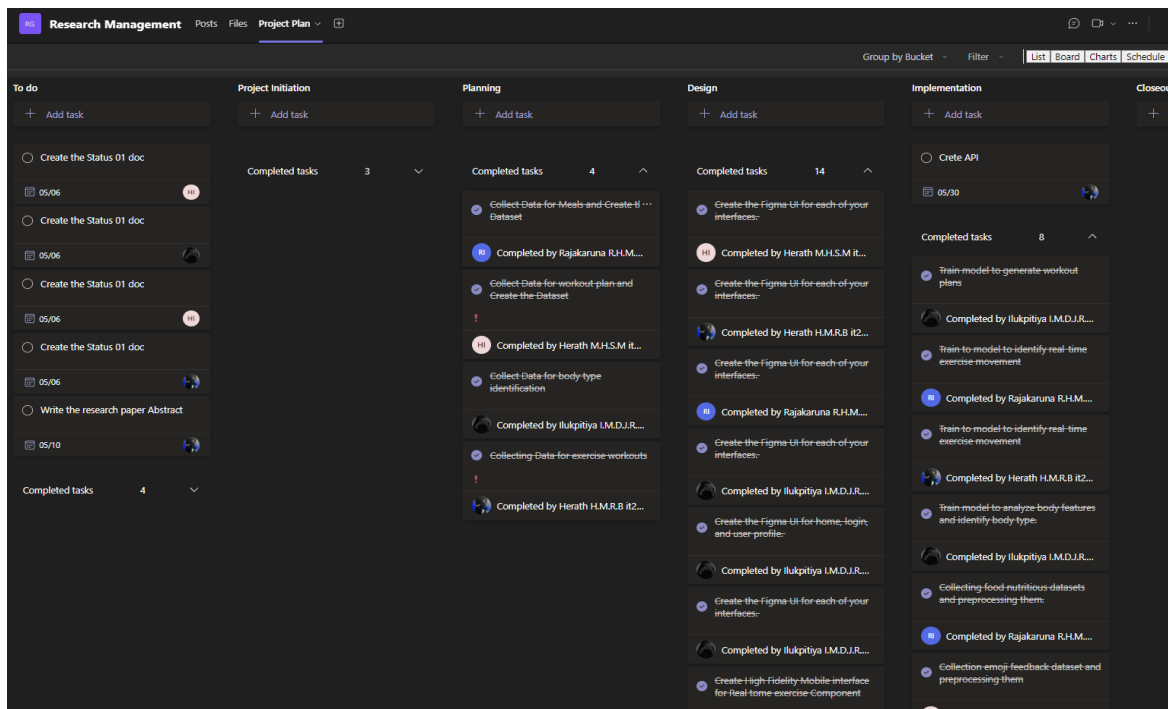 RG Research Management Posts Files Project Plan
Group by Bucket Filter List Board Charts Schedule
To do
Add task
Create the Status 01 doc
05/06 HI
Create the Status 01 doc
05/06
Create the Status 01 doc
05/06 HI
Create the Status 01 doc
05/06
Write the research paper Abstract
05/10
Completed tasks 4
Project Initiation
Add task
Completed tasks 3
Planning
Add task
Completed tasks 4
Collect Data for Meals and Create tl ...
Dataset
RI Completed by Rajakaruna R.H.M....
Collect Data for workout plan and
Create the Dataset
!
HI Completed by Herath M.H.S.M it...
Collect Data for body type
identification
Completed by Ilukpitiya I.M.D.J.R....
Collecting Data for exercise workouts
!
Completed by Herath H.M.R.B it2...
Design
Add task
Completed tasks 14
Create the Figma UI for each of your
interfaces.
HI Completed by Herath M.H.S.M it...
Create the Figma UI for each of your
interfaces.
Completed by Herath H.M.R.B it2...
Create the Figma UI for each of your
interfaces.
RI Completed by Rajakaruna R.H.M....
Create the Figma UI for each of your
interfaces.
Completed by Ilukpitiya I.M.D.J.R....
Create the Figma UI for home, login,
and user profile.
Completed by Ilukpitiya I.M.D.J.R....
Create the Figma UI for each of your
interfaces.
Completed by Ilukpitiya I.M.D.J.R....
Create High Fidelity Mobile interface
for Real tome exercise Component
Implementation
Add task
Crete API
05/30
Completed tasks 8
Train model to generate workout
plans
Completed by Ilukpitiya I.M.D.J.R....
Train to model to identify real-time
exercise movement
RI Completed by Rajakaruna R.H.M....
Train to model to identify real-time
exercise movement
Completed by Herath H.M.R.B it2...
Train model to analyze body features
and identify body type.
Completed by Ilukpitiya I.M.D.J.R....
Collecting food nutritious datasets
and preprocessing them.
RI Completed by Rajakaruna R.H.M....
Collection emoji feedback dataset and
preprocessing them
Closeou